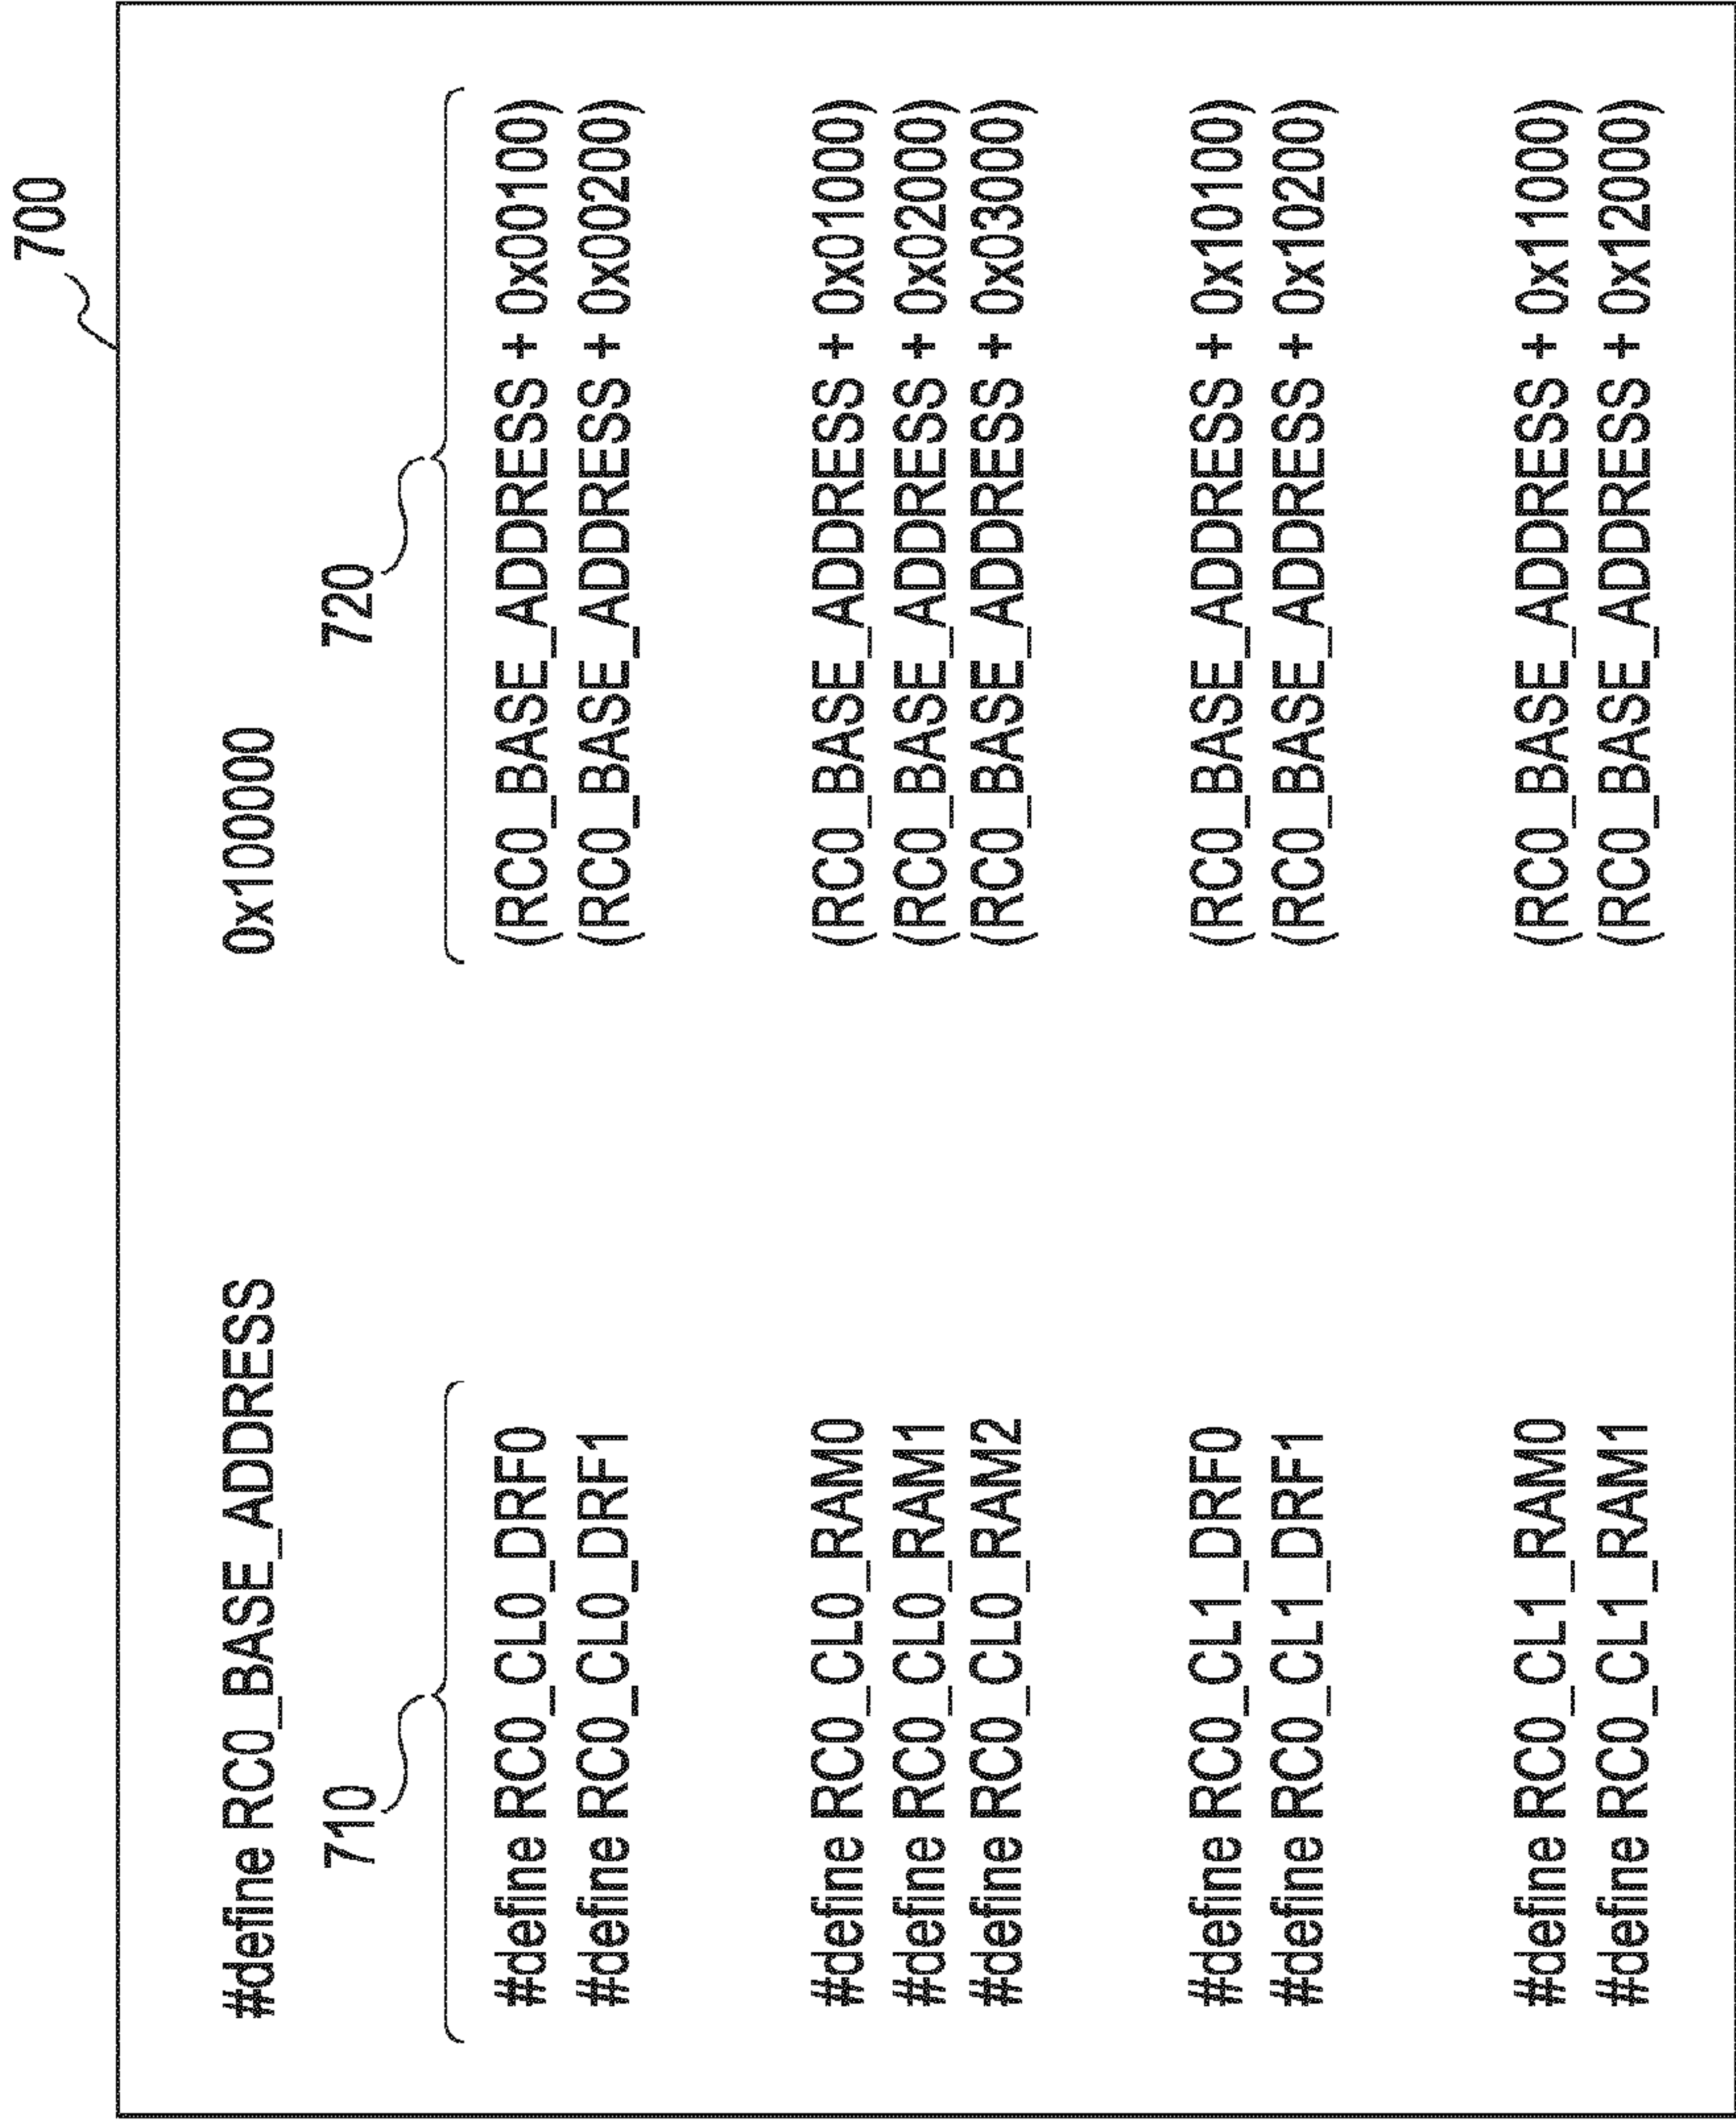 700
#define RC0_BASE_ADDRESS 0x100000
710 720
#define RC0_CL0_DRF0 (RC0_BASE_ADDRESS + 0x00100)
#define RC0_CL0_DRF1 (RC0_BASE_ADDRESS + 0x00200)
#define RC0_CL0_RAM0 (RC0_BASE_ADDRESS + 0x01000)
#define RC0_CL0_RAM1 (RC0_BASE_ADDRESS + 0x02000)
#define RC0_CL0_RAM2 (RC0_BASE_ADDRESS + 0x03000)
#define RC0_CL1_DRF0 (RC0_BASE_ADDRESS + 0x10100)
#define RC0_CL1_DRF1 (RC0_BASE_ADDRESS + 0x10200)
#define RC0_CL1_RAM0 (RC0_BASE_ADDRESS + 0x11000)
#define RC0_CL1_RAM1 (RC0_BASE_ADDRESS + 0x12000)